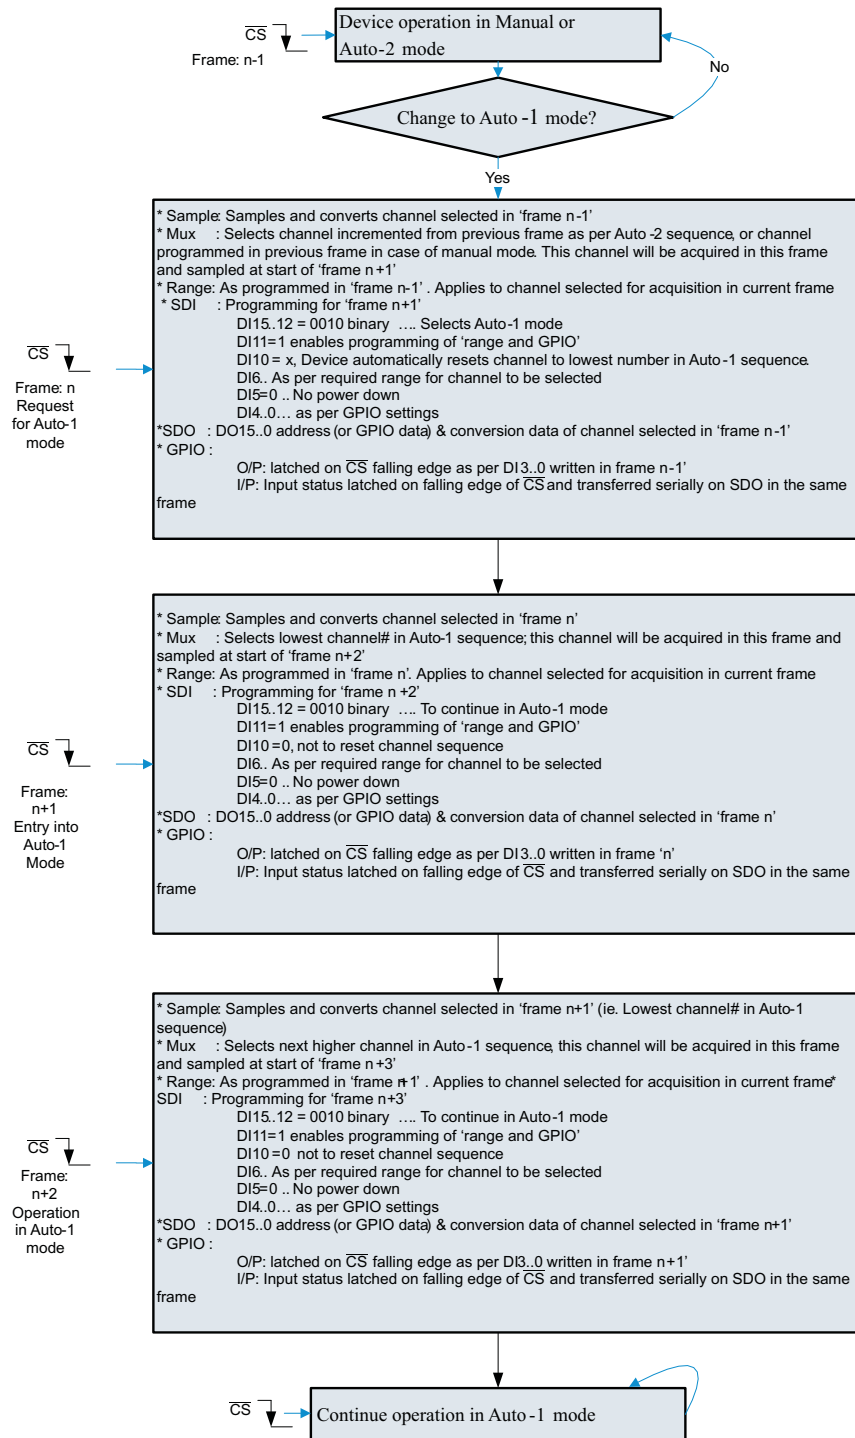 Device operation in Manual or
Auto-2 mode
CS
Frame: n-1
No
Change to Auto -1 mode?
Yes
* Sample: Samples and converts channel selected in ‘frame n-1’
* Mux : Selects channel incremented from previous frame as per Auto -2 sequence, or channel
programmed in previous frame in case of manual mode. This channel will be acquired in this frame
and sampled at start of ‘frame n+1’
* Range: As programmed in ‘frame n-1’ . Applies to channel selected for acquisition in current frame
* SDI : Programming for ‘frame n+1’
DI15..12 = 0010 binary …. Selects Auto-1 mode
DI11=1 enables programming of ‘range and GPIO’
DI10 = x, Device automatically resets channel to lowest number in Auto-1 sequence.
DI6.. As per required range for channel to be selected
DI5=0 .. No power down
DI4..0… as per GPIO settings
*SDO : DO15..0 address (or GPIO data) & conversion data of channel selected in ‘frame n-1’
* GPIO :
O/P: latched on CS falling edge as per DI3..0 written in frame n-1’
I/P: Input status latched on falling edge of CS and transferred serially on SDO in the same
frame
CS
Frame: n
Request
for Auto-1
mode
* Sample: Samples and converts channel selected in ‘frame n’
* Mux : Selects lowest channel# in Auto-1 sequence; this channel will be acquired in this frame and
sampled at start of ‘frame n+2’
* Range: As programmed in ‘frame n’. Applies to channel selected for acquisition in current frame
* SDI : Programming for ‘frame n +2’
DI15..12 = 0010 binary …. To continue in Auto-1 mode
DI11=1 enables programming of ‘range and GPIO’
DI10 =0, not to reset channel sequence
DI6.. As per required range for channel to be selected
DI5=0 .. No power down
DI4..0… as per GPIO settings
*SDO : DO15..0 address (or GPIO data) & conversion data of channel selected in ‘frame n’
* GPIO :
O/P: latched on CS falling edge as per DI3..0 written in frame ‘n’
I/P: Input status latched on falling edge of CS and transferred serially on SDO in the same
frame
CS
Frame:
n+1
Entry into
Auto-1
Mode
* Sample: Samples and converts channel selected in ‘frame n+1’ (ie. Lowest channel# in Auto-1
sequence)
* Mux : Selects next higher channel in Auto-1 sequence, this channel will be acquired in this frame
and sampled at start of ‘frame n+3’
* Range: As programmed in ‘frame n+1’ . Applies to channel selected for acquisition in current frame*
SDI : Programming for ‘frame n+3’
DI15..12 = 0010 binary …. To continue in Auto-1 mode
DI11=1 enables programming of ‘range and GPIO’
DI10 =0 not to reset channel sequence
DI6.. As per required range for channel to be selected
DI5=0 .. No power down
DI4..0… as per GPIO settings
*SDO : DO15..0 address (or GPIO data) & conversion data of channel selected in ‘frame n+1’
* GPIO :
O/P: latched on CS falling edge as per DI3..0 written in frame n+1’
I/P: Input status latched on falling edge of CS and transferred serially on SDO in the same
frame
CS
Frame:
n+2
Operation
in Auto-1
mode
CS
Continue operation in Auto -1 mode